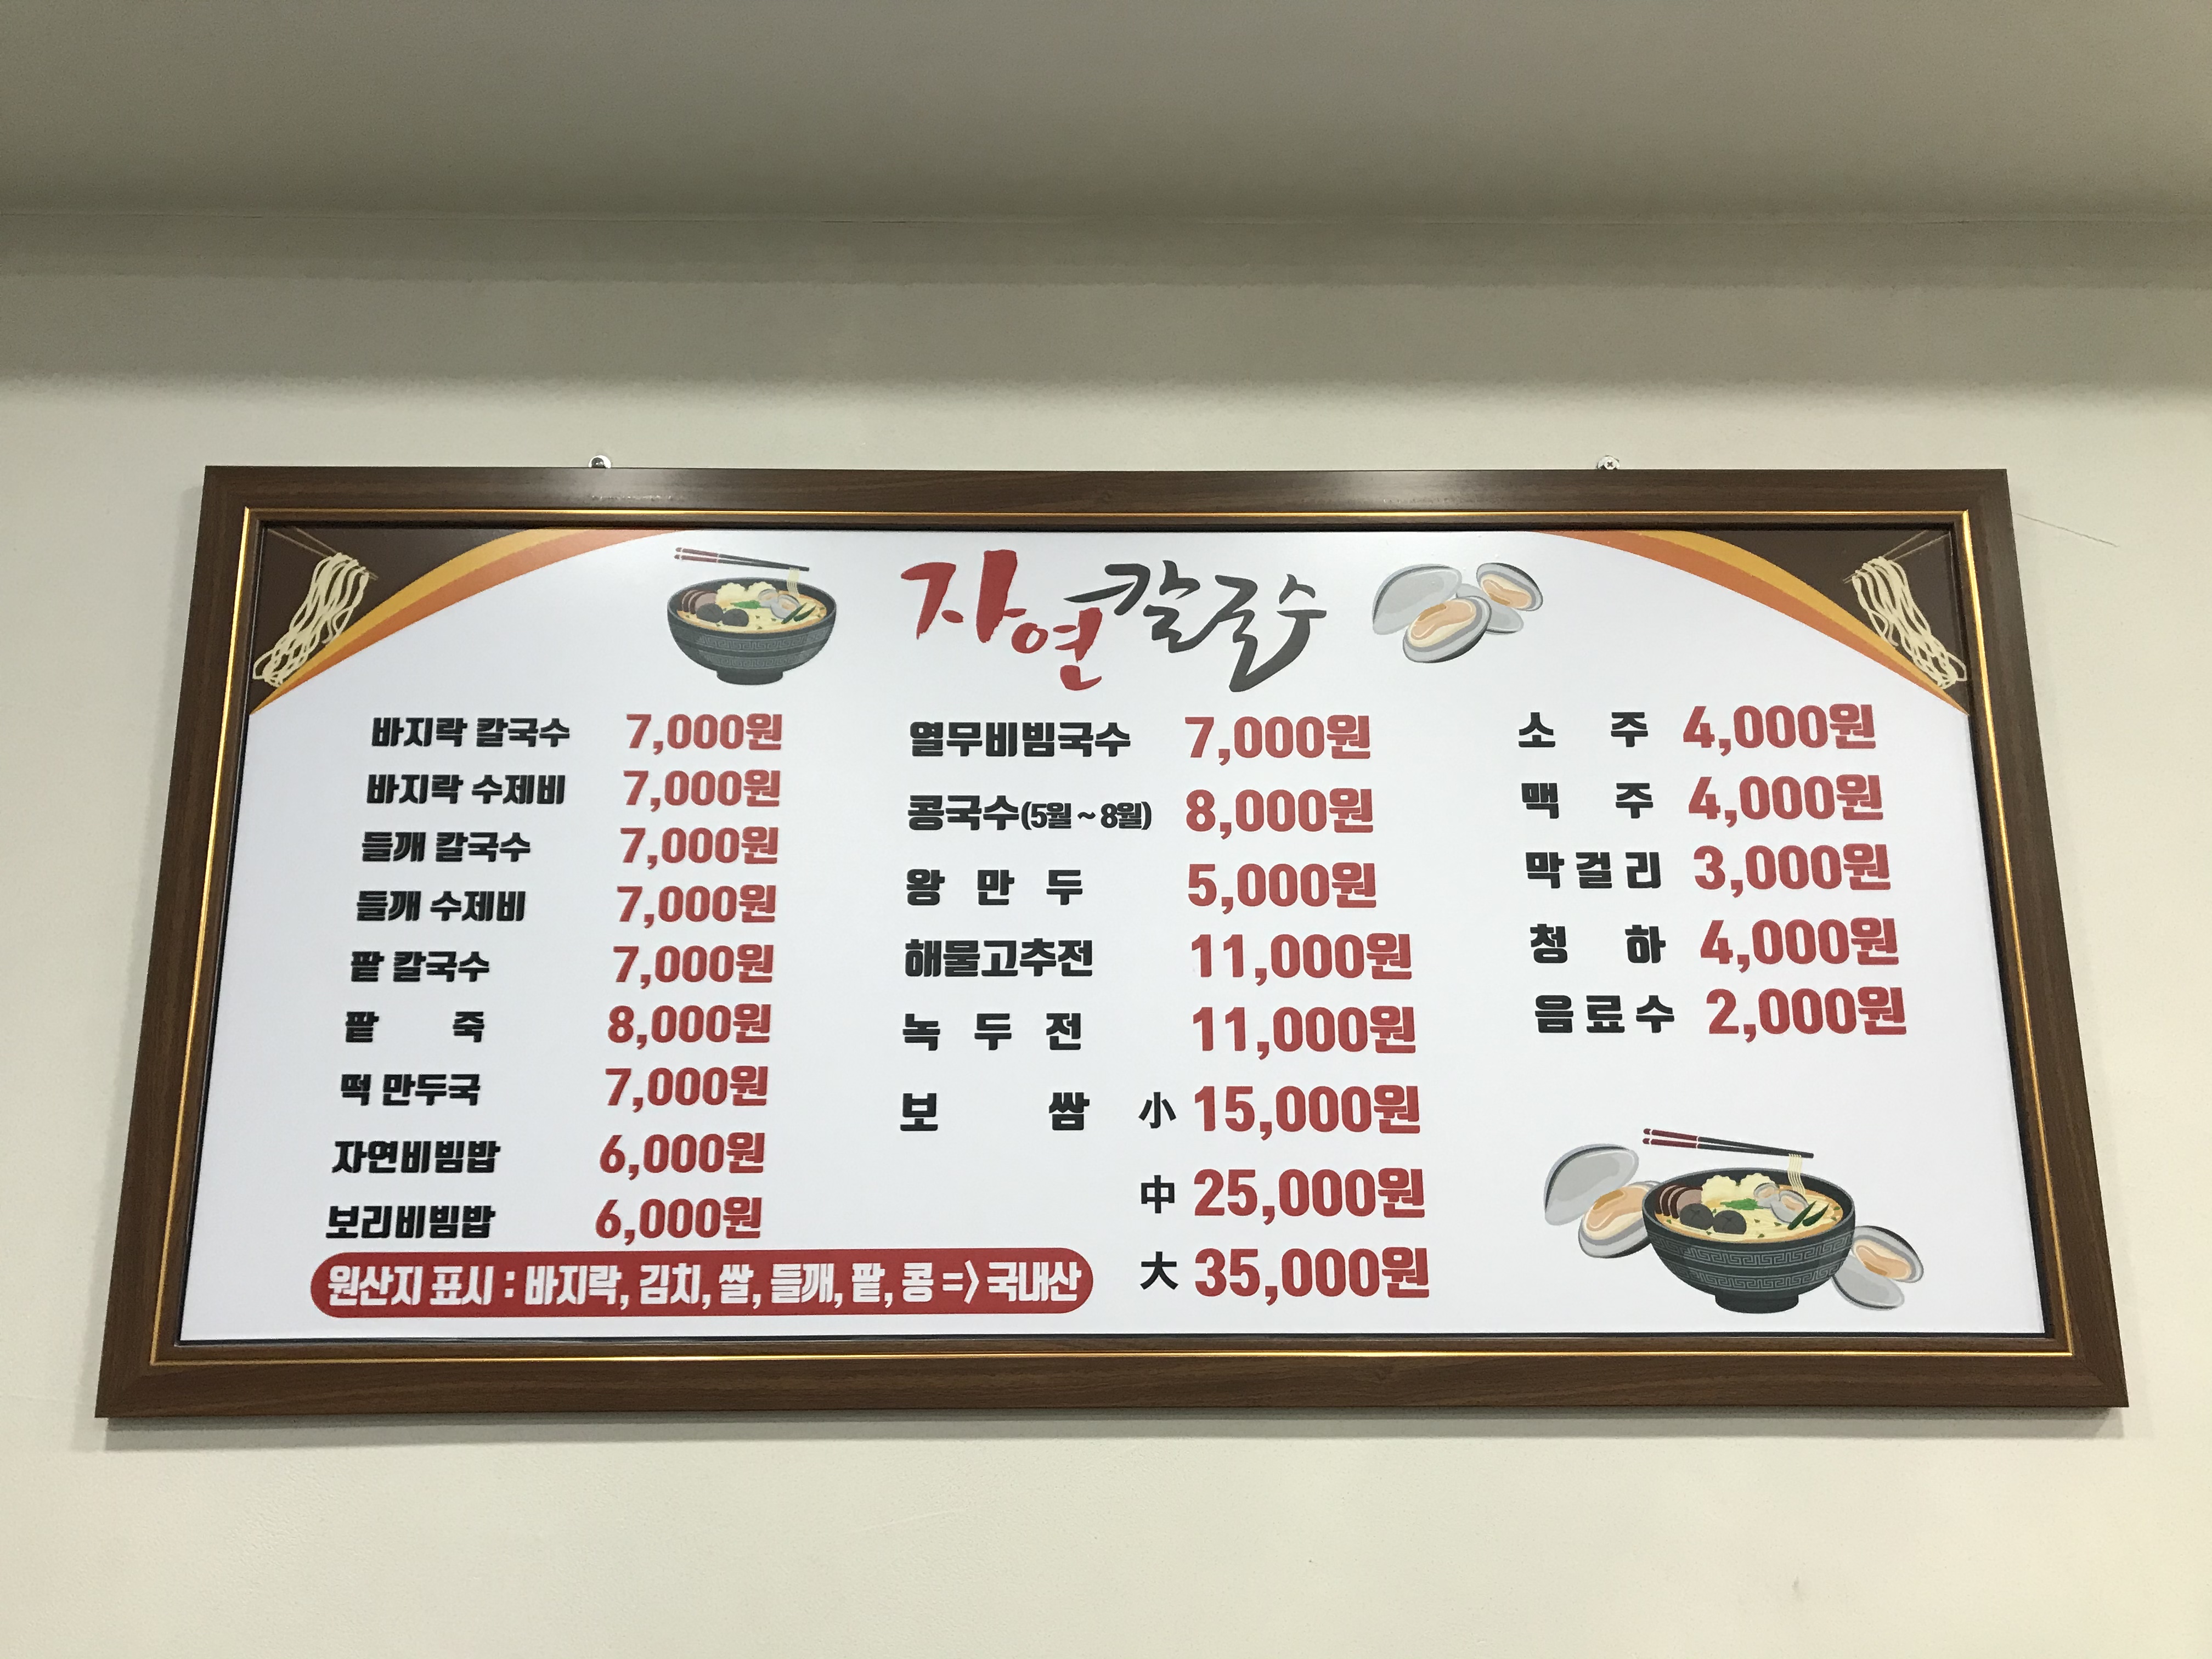 자연칼국수
바지락 칼국수 7,000원
바지락 수제비 7,000원
들깨 칼국수 7,000원
들깨 수제비 7,000원
팥 칼국수 7,000원
팥 죽 8,000원
떡 만두국 7,000원
자연비빔밥 6,000원
보리비빔밥 6,000원
원산지 표시 : 바지락, 김치, 쌀, 들깨, 팥, 콩 => 국내산
열무비빔국수 7,000원
콩국수(5월 ~ 8월) 8,000원
왕 만 두 5,000원
해물고추전 11,000원
녹 두 전 11,000원
보 쌈 小 15,000원
中 25,000원
大 35,000원
소 주 4,000원
맥 주 4,000원
막걸리 3,000원
청 하 4,000원
음료수 2,000원